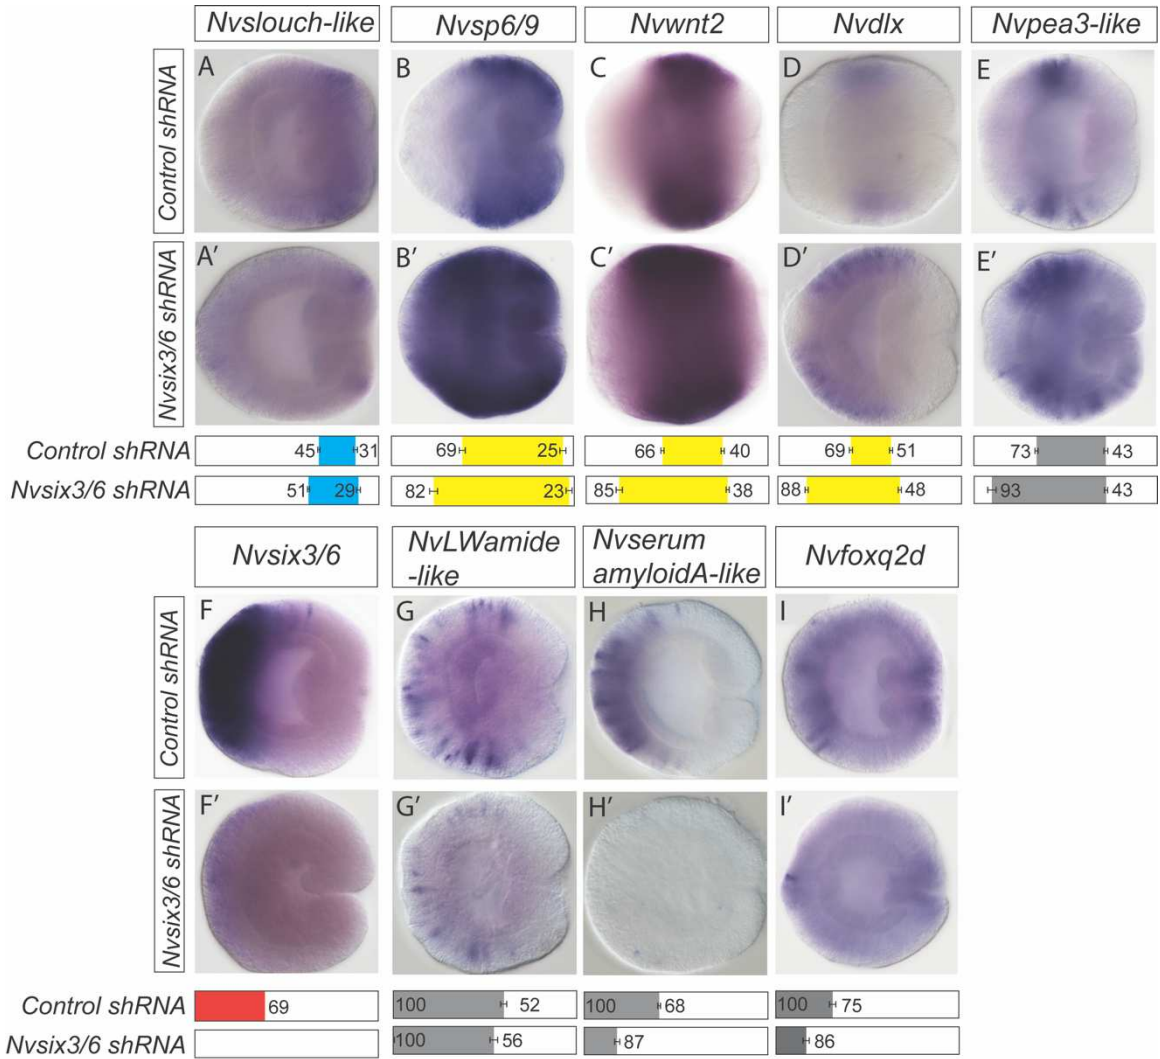 Nvslouch-like Nvsp6/9 Nvwnt2 Nvdlx Nvpea3-like
Control shRNA
A B C D E
Nvsix3/6 shRNA
A' B' C' D' E'
Control shRNA 45 31 69 25 66 40 69 51 73 43
Nvsix3/6 shRNA 51 29 82 23 85 38 88 48 93 43
Nvsix3/6 NvLWamide Nvserum Nvfoxq2d
-like amyloidA-like
Control shRNA
F G H I
Nvsix3/6 shRNA
F' G' H' I'
Control shRNA 69 100 52 100 68 100 75
Nvsix3/6 shRNA 100 56 87 86